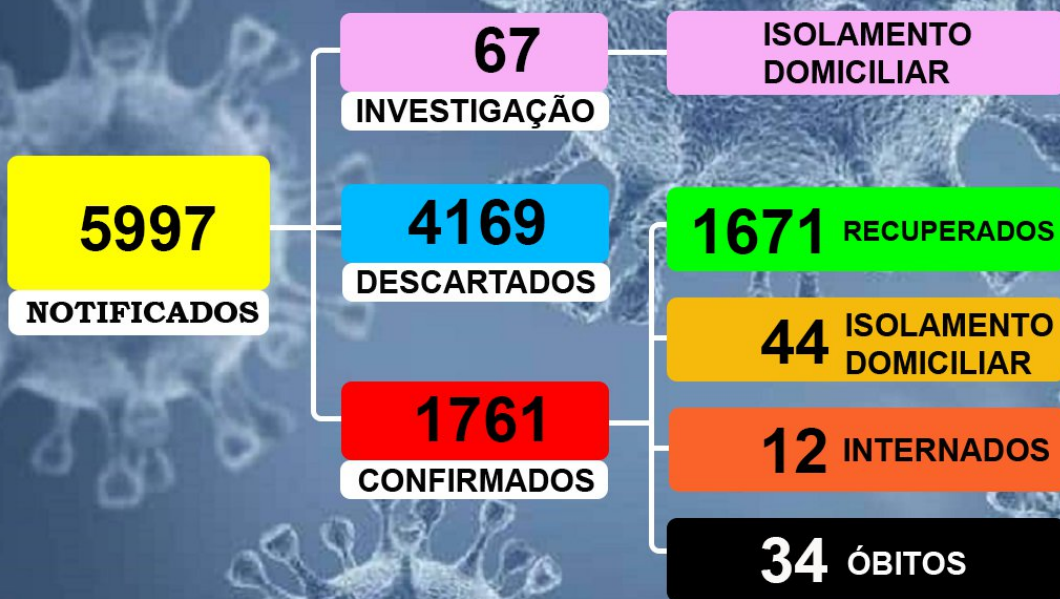 5997
NOTIFICADOS
67
INVESTIGAÇÃO
ISOLAMENTO
DOMICILIAR
4169
DESCARTADOS
1761
CONFIRMADOS
1671 RECUPERADOS
44 ISOLAMENTO
DOMICILIAR
12 INTERNADOS
34 ÓBITOS